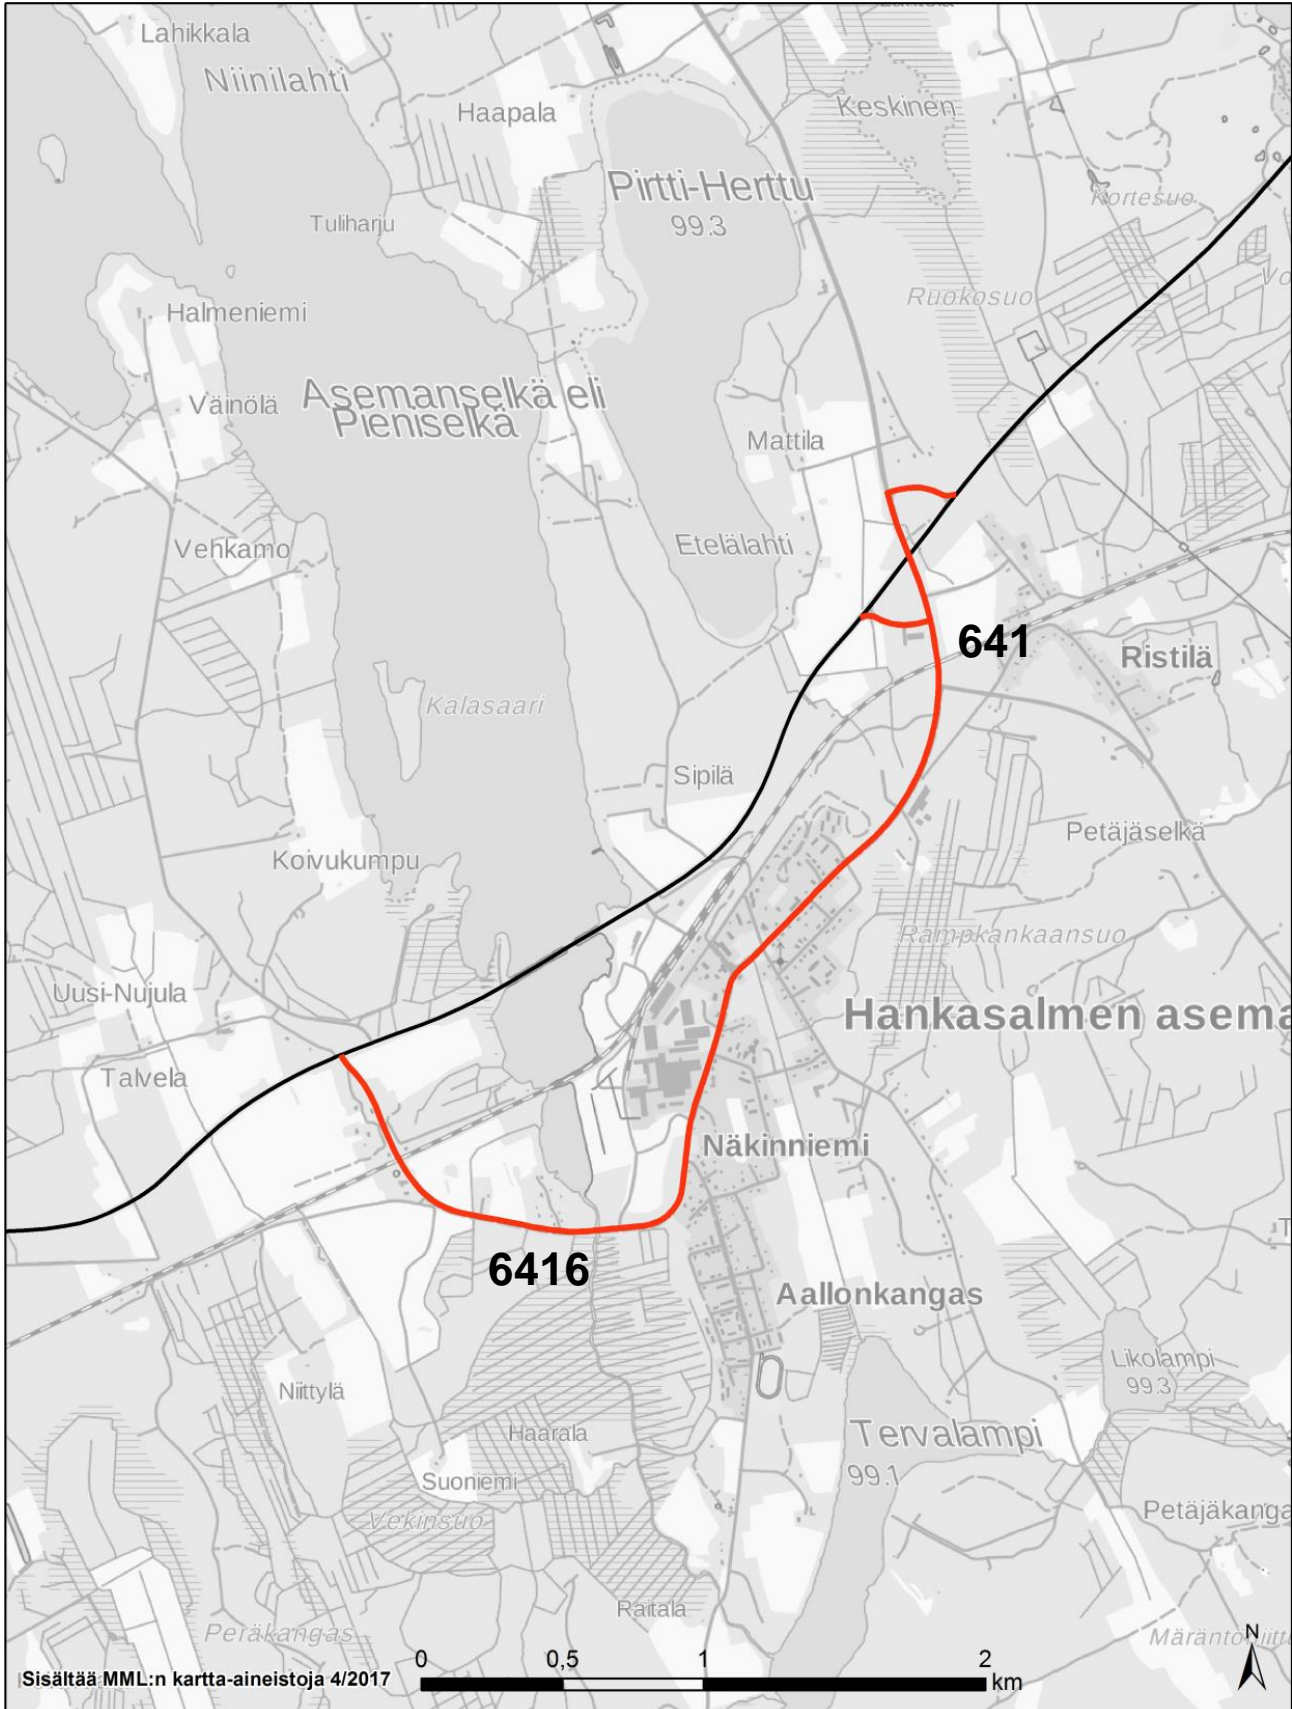 Lahikkala
Niinilahti
Haapala
Keskinen
Pirtti-Herttu
99.3
Kortesuo
Tuliharju
Ruokosuo
Halmeniemi
Väinölä
Asemanselkä eli
Pieniselkä
Mattila
Vehkamo
Etelälahti
641
Ristilä
Kalasaari
Sipilä
Petäjäselkä
Koivukumpu
Rampkankaansuo
Uusi-Nujula
Hankasalmen asema
Talvela
Näkinniemi
6416
Aallonkangas
Likolampi
99.3
Niittylä
Haarala
Tervalampi
99.1
Suoniemi
Vekinsuo
Petäjäkanga
Raitala
Peräkangas
N
0 0,5 1 2
km
Sisältää MML:n kartta-aineistoja 4/2017